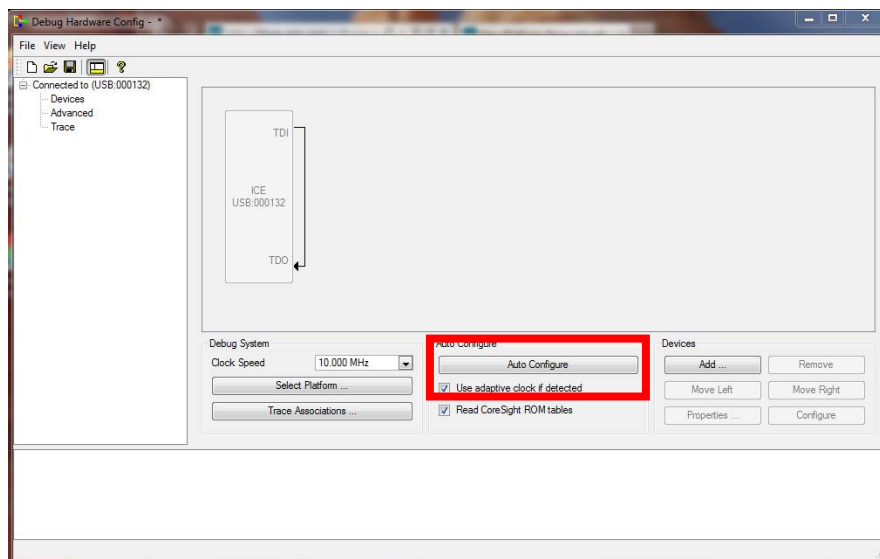 Debug Hardware Config - *
File View Help
Connected to (USB:000132)
Devices
Advanced
Trace
TDI
ICE
USB:000132
TDO
Debug System
Clock Speed 10.000 MHz
Select Platform ...
Trace Associations ...
Auto Configure
Auto Configure
Use adaptive clock if detected
Read CoreSight ROM tables
Devices
Add ... Remove
Move Left Move Right
Properties ... Configure